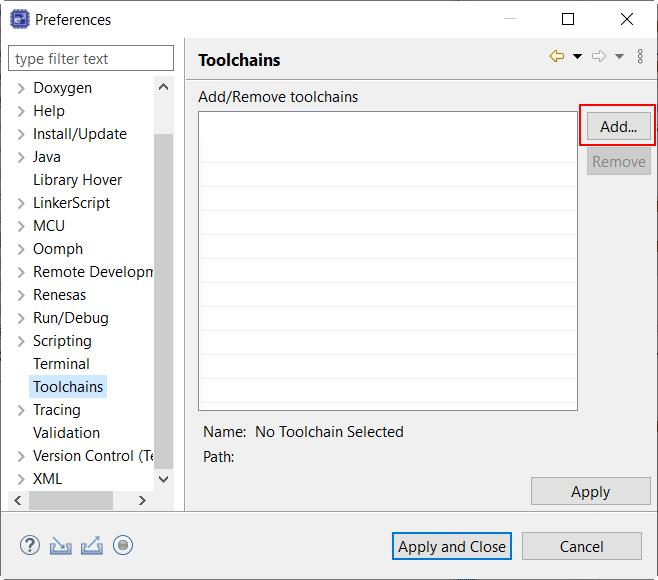 Preferences
type filter text
Doxygen
Help
Install/Update
Java
Library Hover
LinkerScript
MCU
Oomph
Remote Developm
Renesas
Run/Debug
Scripting
Terminal
Toolchains
Tracing
Validation
Version Control (Te
XML
Toolchains
Add/Remove toolchains
Add...
Remove
Name: No Toolchain Selected
Path:
Apply
Apply and Close
Cancel